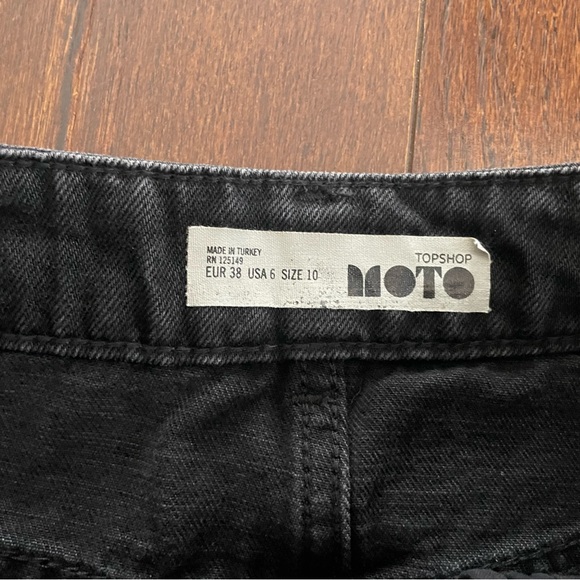 MADE IN TURKEY
RN 125149
EUR 38 USA 6 SIZE 10
TOPSHOP
MOTO